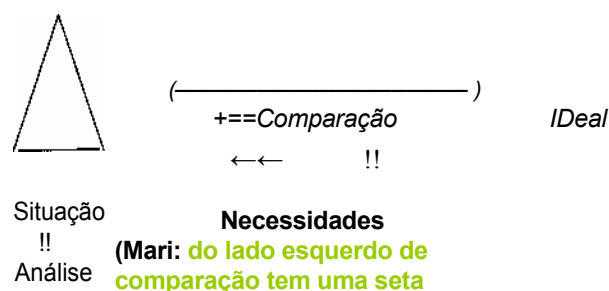 (——————————————— )
+==Comparação IDeal
←← !!
Situação Necessidades
!! (Mari: do lado esquerdo de
Análise comparação tem uma seta